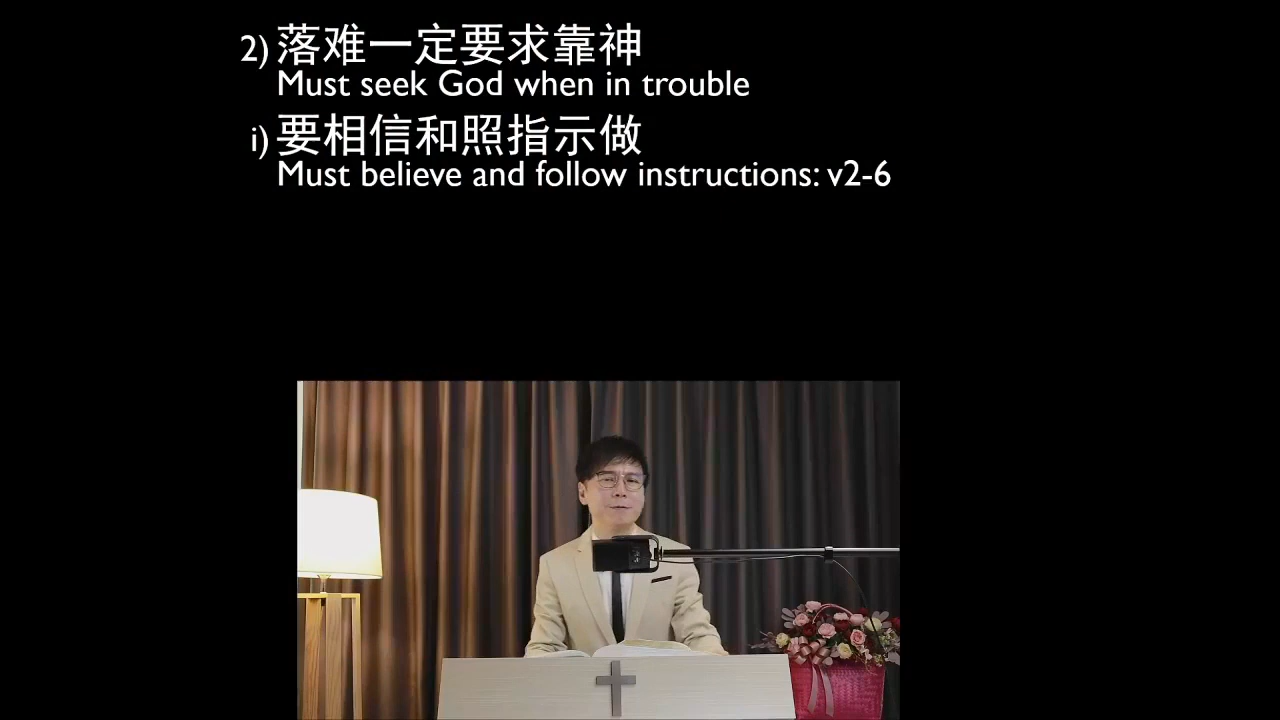 2) 落难一定要求靠神
Must seek God when in trouble
i) 要相信和照指示做
Must believe and follow instructions: v2-6